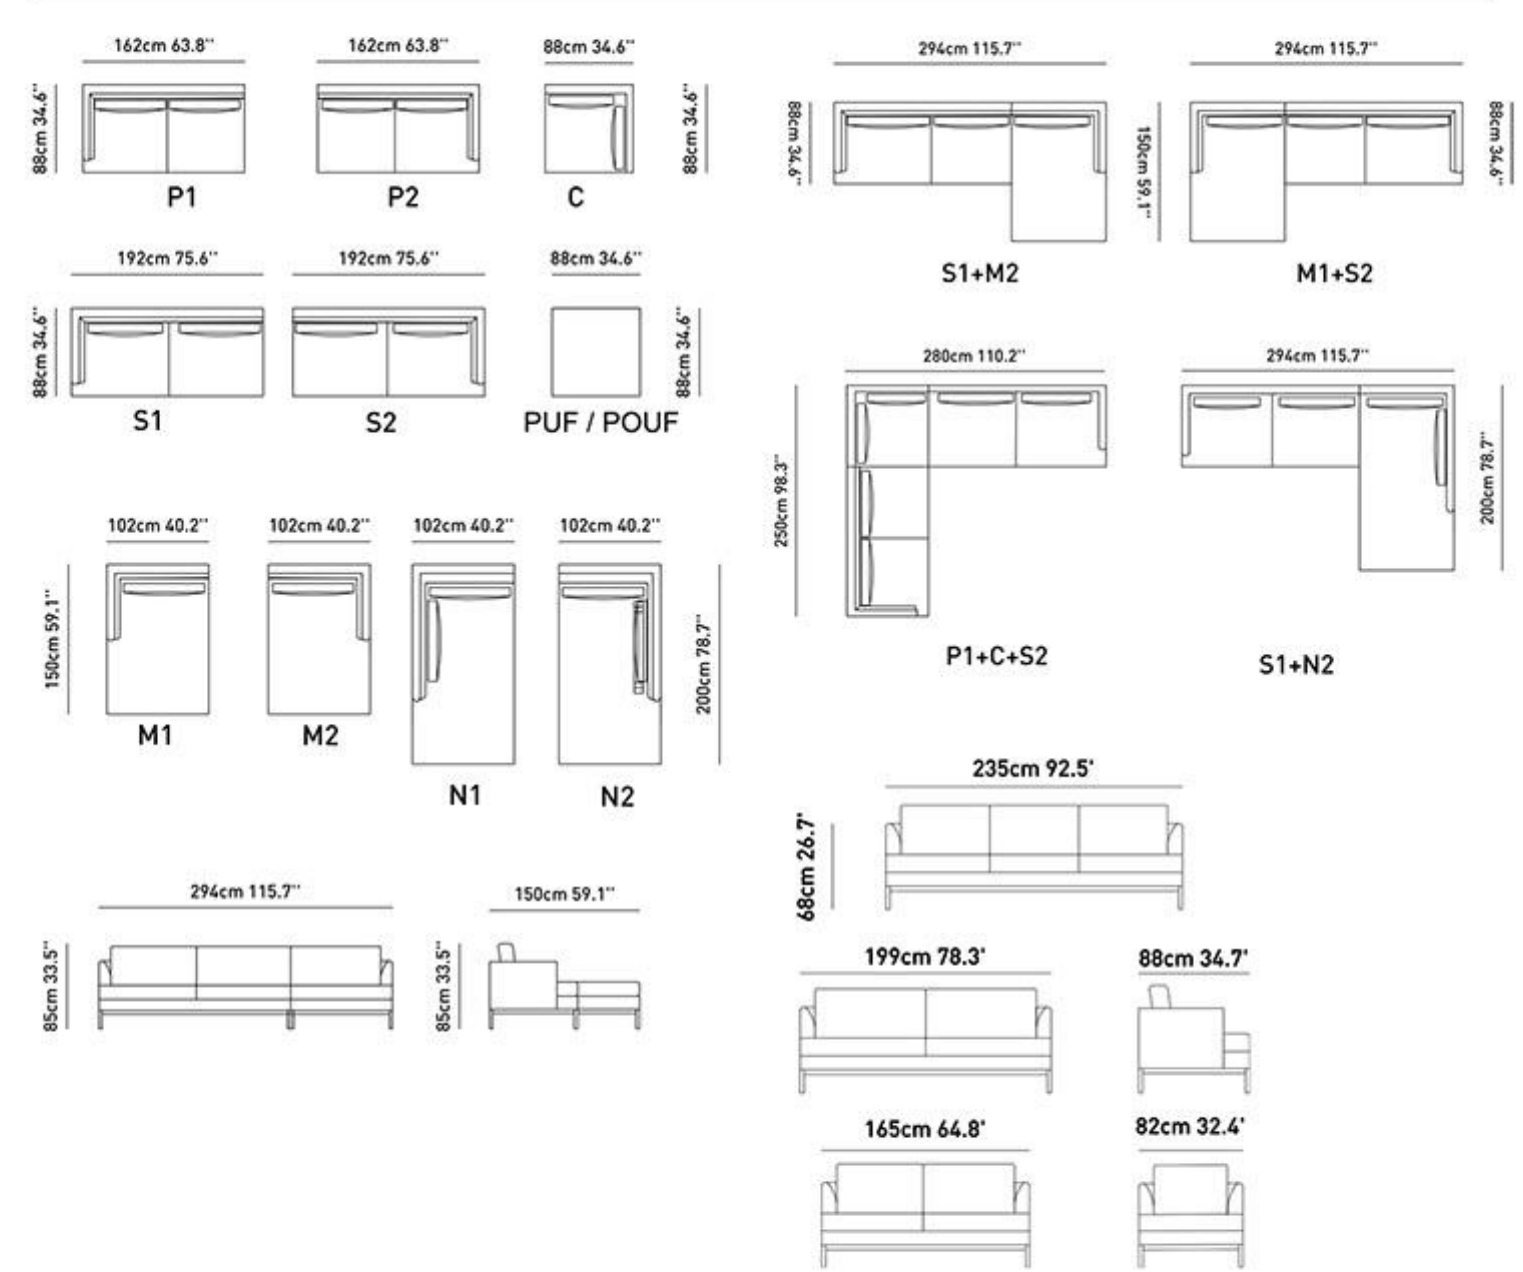 162cm 63.8''
162cm 63.8''
88cm 34.6''
88cm 34.6''
88cm 34.6''
P1
P2
C
192cm 75.6''
192cm 75.6''
88cm 34.6''
88cm 34.6''
88cm 34.6''
S1
S2
PUF / POUF
102cm 40.2''
102cm 40.2''
102cm 40.2''
102cm 40.2''
150cm 59.1''
200cm 78.7''
M1
M2
N1
N2
294cm 115.7''
150cm 59.1''
85cm 33.5''
85cm 33.5''
294cm 115.7''
294cm 115.7''
88cm 34.6''
150cm 59.1''
88cm 34.6''
S1+M2
M1+S2
280cm 110.2''
294cm 115.7''
250cm 98.3''
200cm 78.7''
P1+C+S2
S1+N2
235cm 92.5'
68cm 26.7'
199cm 78.3'
88cm 34.7'
165cm 64.8'
82cm 32.4'